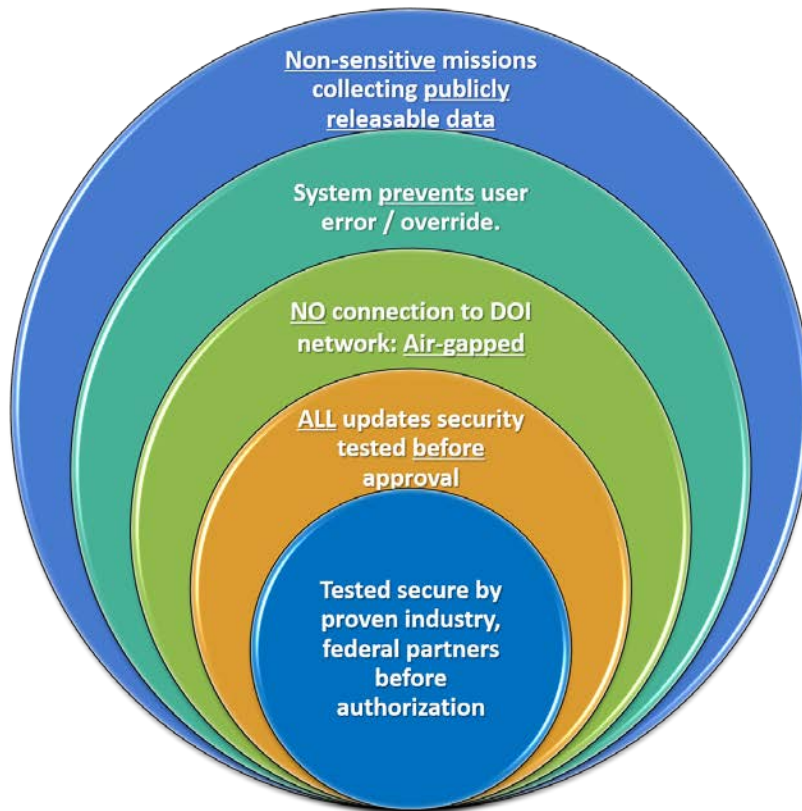 Non-sensitive missions
collecting publicly
releasable data
System prevents user
error / override.
NO connection to DOI
network: Air-gapped
ALL updates security
tested before
approval
Tested secure by
proven industry,
federal partners
before
authorization